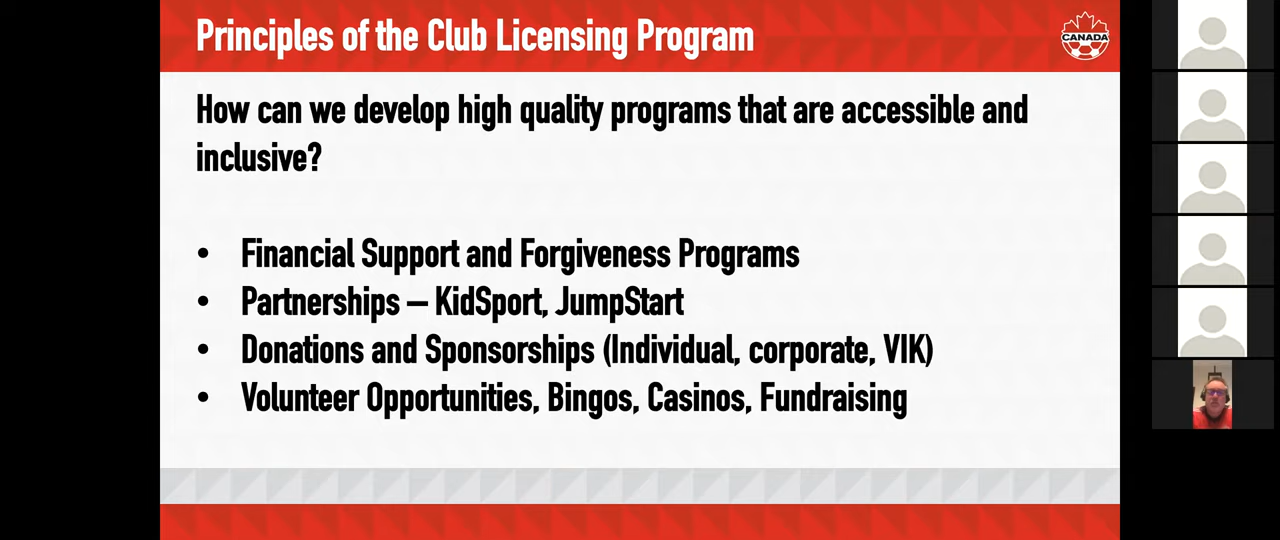 Principles of the Club Licensing Program
CANADA
How can we develop high quality programs that are accessible and
inclusive?
• Financial Support and Forgiveness Programs
• Partnerships – KidSport, JumpStart
• Donations and Sponsorships (Individual, corporate, VIK)
• Volunteer Opportunities, Bingos, Casinos, Fundraising